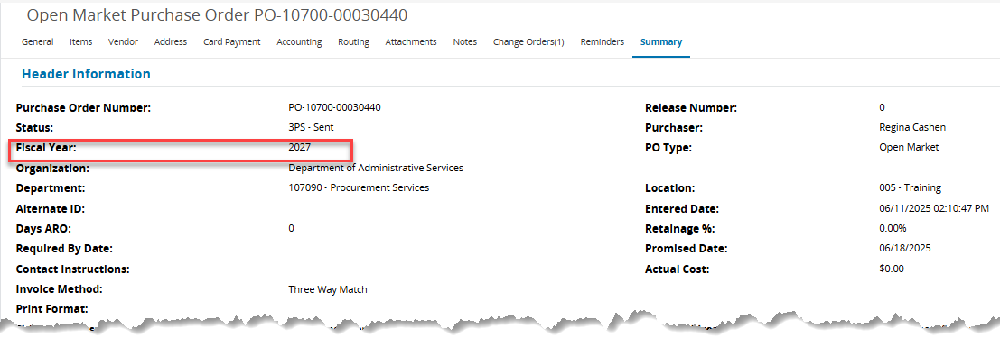 Open Market Purchase Order PO-10700-00030440
General Items Vendor Address Card Payment Accounting Routing Attachments Notes Change Orders(1) Reminders Summary
Header Information
Purchase Order Number: PO-10700-00030440 Release Number: 0
Status: 3PS - Sent Purchaser: Regina Cashen
Fiscal Year: 2027 PO Type: Open Market
Organization: Department of Administrative Services
Department: 107090 - Procurement Services Location: 005 - Training
Alternate ID: Entered Date: 06/11/2025 02:10:47 PM
Days ARO: 0 Retainage %: 0.00%
Required By Date: Promised Date: 06/18/2025
Contact Instructions: Actual Cost: $0.00
Invoice Method: Three Way Match
Print Format: